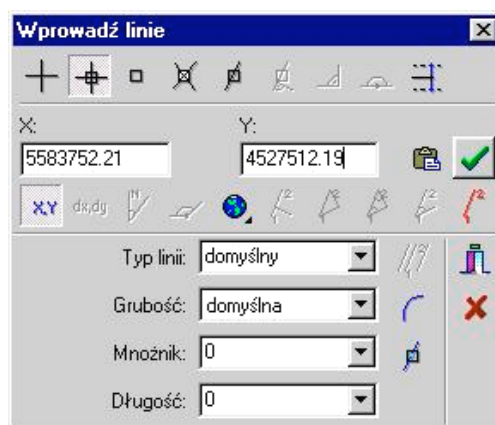 Wprowadź linie
X: Y:
5583752.21 4527512.19
X,Y dx,dy
Typ linii: domyślny
Grubość: domyślna
Mnożnik: 0
Długość: 0